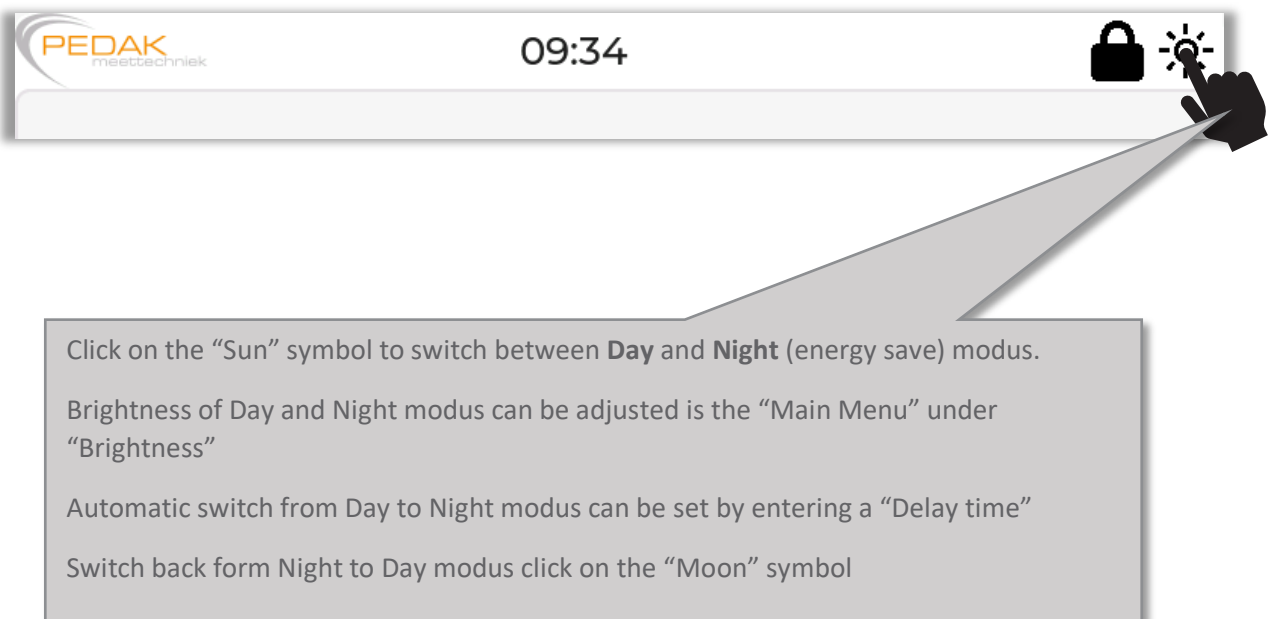 PEDAK
meettechniek
09:34
Click on the “Sun” symbol to switch between Day and Night (energy save) modus.
Brightness of Day and Night modus can be adjusted is the “Main Menu” under
“Brightness”
Automatic switch from Day to Night modus can be set by entering a “Delay time”
Switch back form Night to Day modus click on the “Moon” symbol